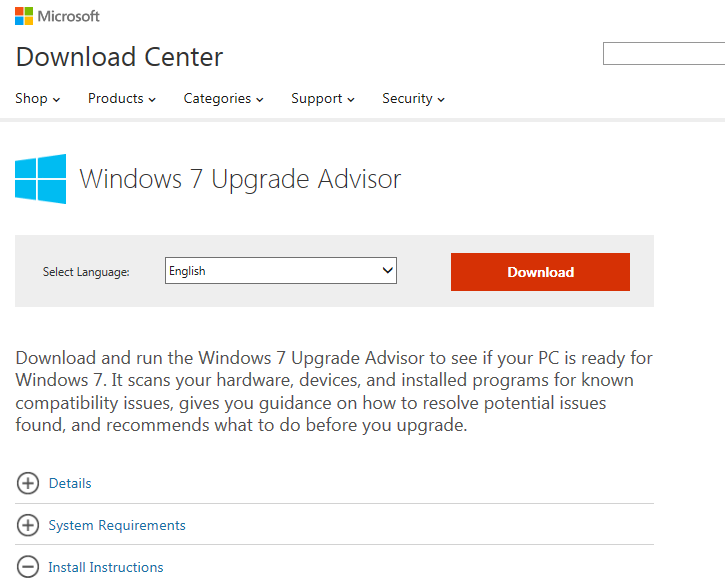 Microsoft
Download Center
Shop Products Categories Support Security
Windows 7 Upgrade Advisor
Select Language: English Download
Download and run the Windows 7 Upgrade Advisor to see if your PC is ready for
Windows 7. It scans your hardware, devices, and installed programs for known
compatibility issues, gives you guidance on how to resolve potential issues
found, and recommends what to do before you upgrade.
Details
System Requirements
Install Instructions